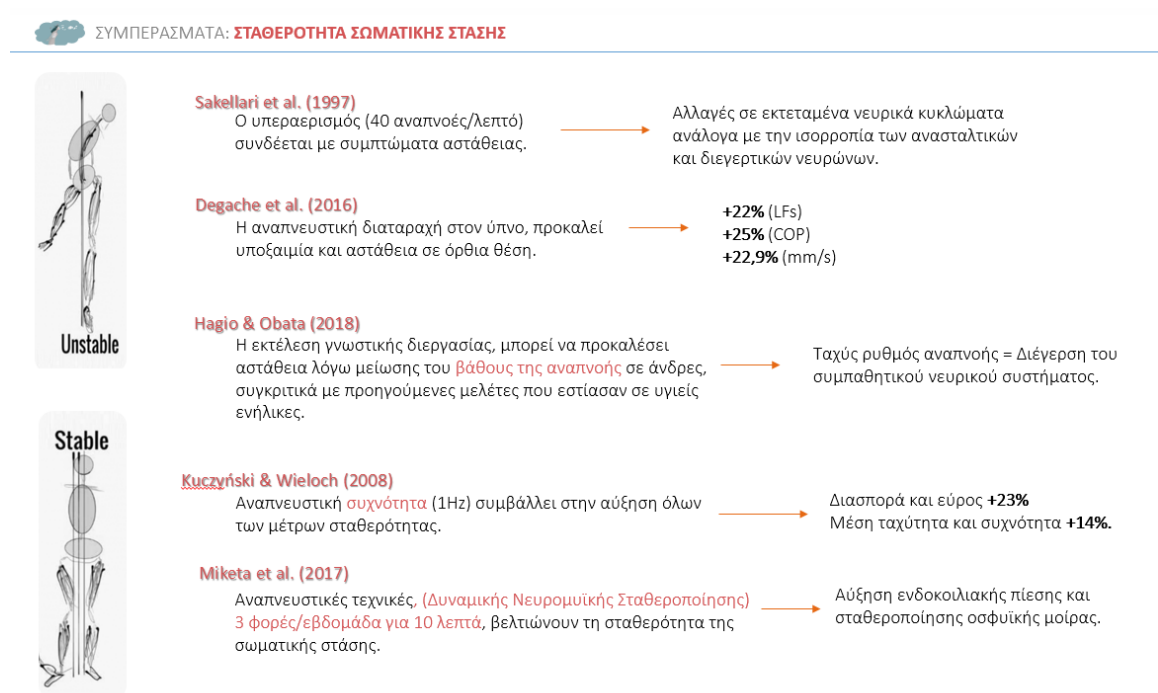 ΣΥΜΠΕΡΑΣΜΑΤΑ: ΣΤΑΘΕΡΟΤΗΤΑ ΣΩΜΑΤΙΚΗΣ ΣΤΑΣΗΣ
Unstable
Sakellari et al. (1997)
Ο υπεραερισμός (40 αναπνοές/λεπτό)
συνδέεται με συμπτώματα αστάθειας.
Αλλαγές σε εκτεταμένα νευρικά κυκλώματα
ανάλογα με την ισορροπία των ανασταλτικών
και διεγερτικών νευρώνων.
Degache et al. (2016)
Η αναπνευστική διαταραχή στον ύπνο, προκαλεί
υποξαιμία και αστάθεια σε όρθια θέση.
+22% (LFs)
+25% (COP)
+22,9% (mm/s)
Hagio & Obata (2018)
Η εκτέλεση γνωστικής διεργασίας, μπορεί να προκαλέσει
αστάθεια λόγω μείωσης του βάθους της αναπνοής σε άνδρες,
συγκριτικά με προηγούμενες μελέτες που εστίασαν σε υγιείς
ενήλικες.
Ταχύς ρυθμός αναπνοής = Διέγερση του
συμπαθητικού νευρικού συστήματος.
Stable
Kuczyński & Wieloch (2008)
Αναπνευστική συχνότητα (1Hz) συμβάλλει στην αύξηση όλων
των μέτρων σταθερότητας.
Διασπορά και εύρος +23%
Μέση ταχύτητα και συχνότητα +14%.
Miketa et al. (2017)
Αναπνευστικές τεχνικές, (Δυναμικής Νευρομυϊκής Σταθεροποίησης)
3 φορές/εβδομάδα για 10 λεπτά, βελτιώνουν τη σταθερότητα της
σωματικής στάσης.
Αύξηση ενδοκοιλιακής πίεσης και
σταθεροποίησης οσφυϊκής μοίρας.